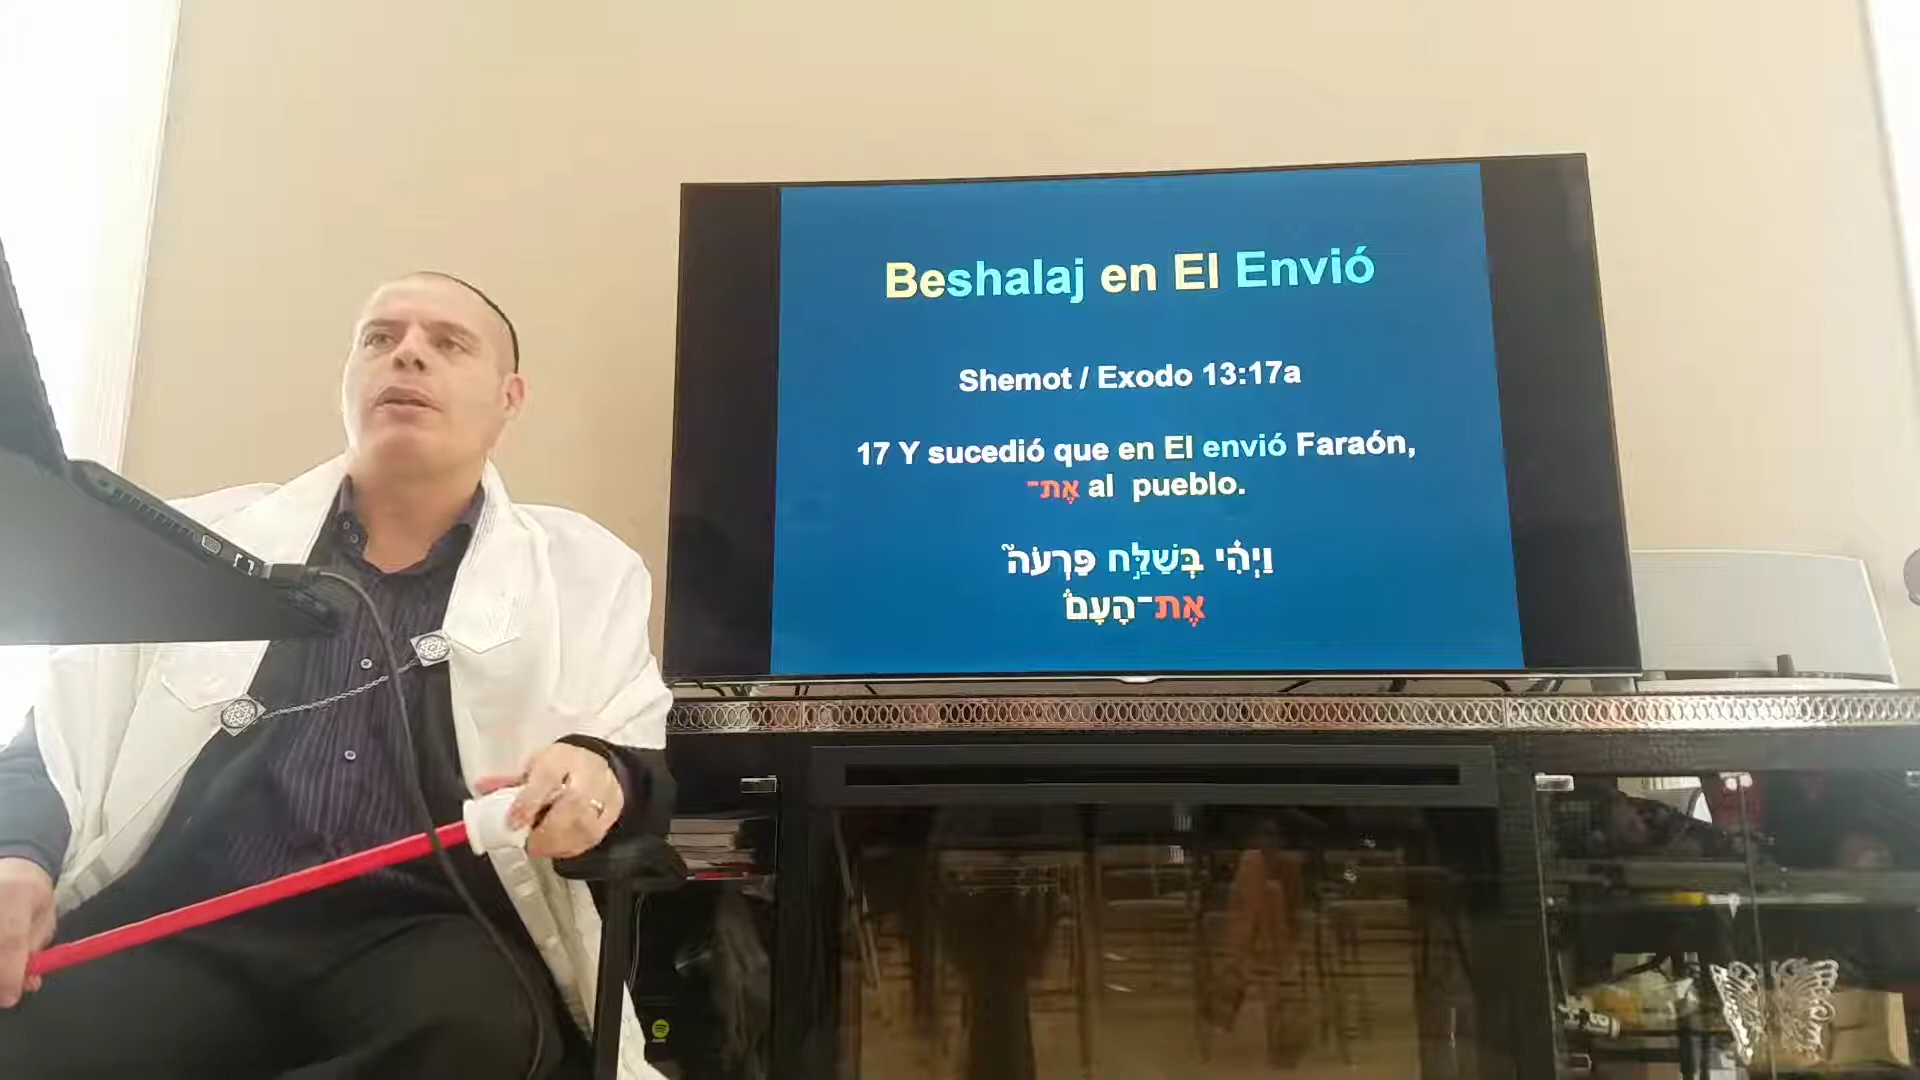 Beshalaj en El Envió
Shemot / Exodo 13:17a
17 Y sucedió que en El envió Faraón,
אֶת־ al pueblo.
וַיְהִ֗י בְּשַׁלַּ֣ח פַּרְעֹה֮
אֶת־הָעָם֒